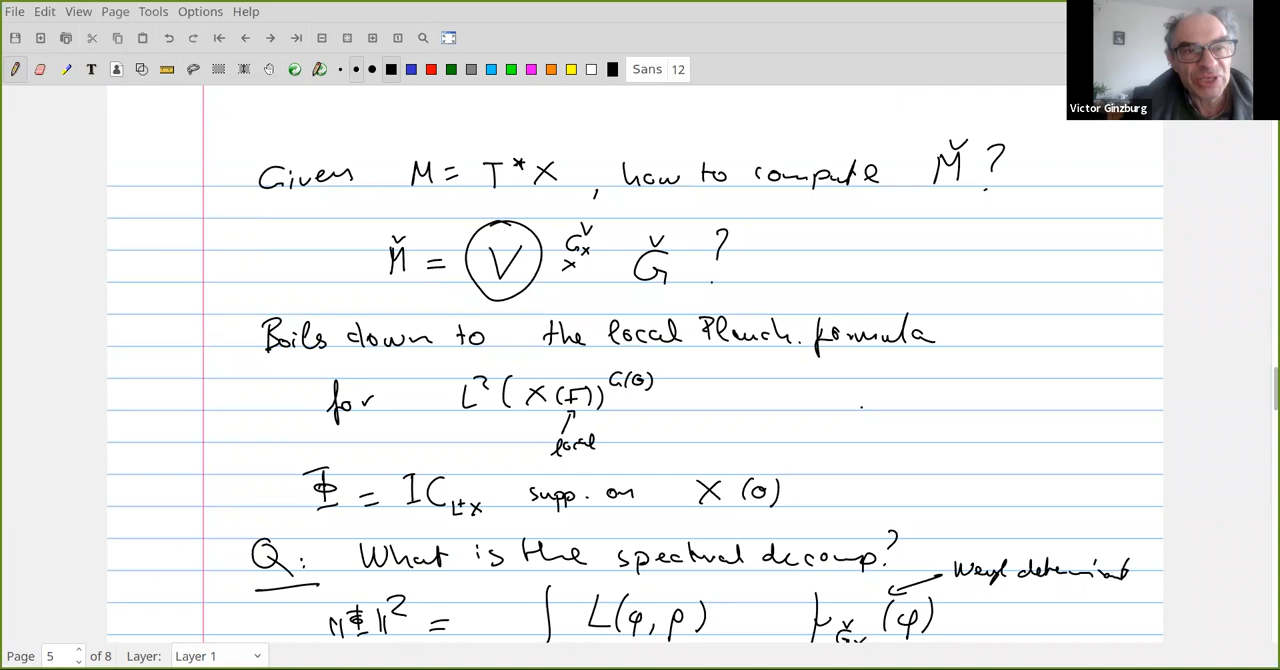 File Edit View Page Tools Options Help
Sans 12
Victor Ginzburg
Given M = T*X, how to compute M̌?
M̌ = V ×^{Ǧ_X} Ǧ ?
Boils down to the local Planch. formula
for L²(X(F))^{G(O)}
local
Φ = IC_{L⁺X} supp. on X(O)
Q: What is the spectral decomp?
Weyl determinant
‖Φ‖² = ∫ L(φ, ρ) μ_{Ǧ_X}(φ)
Page 5 of 8 Layer: Layer 1